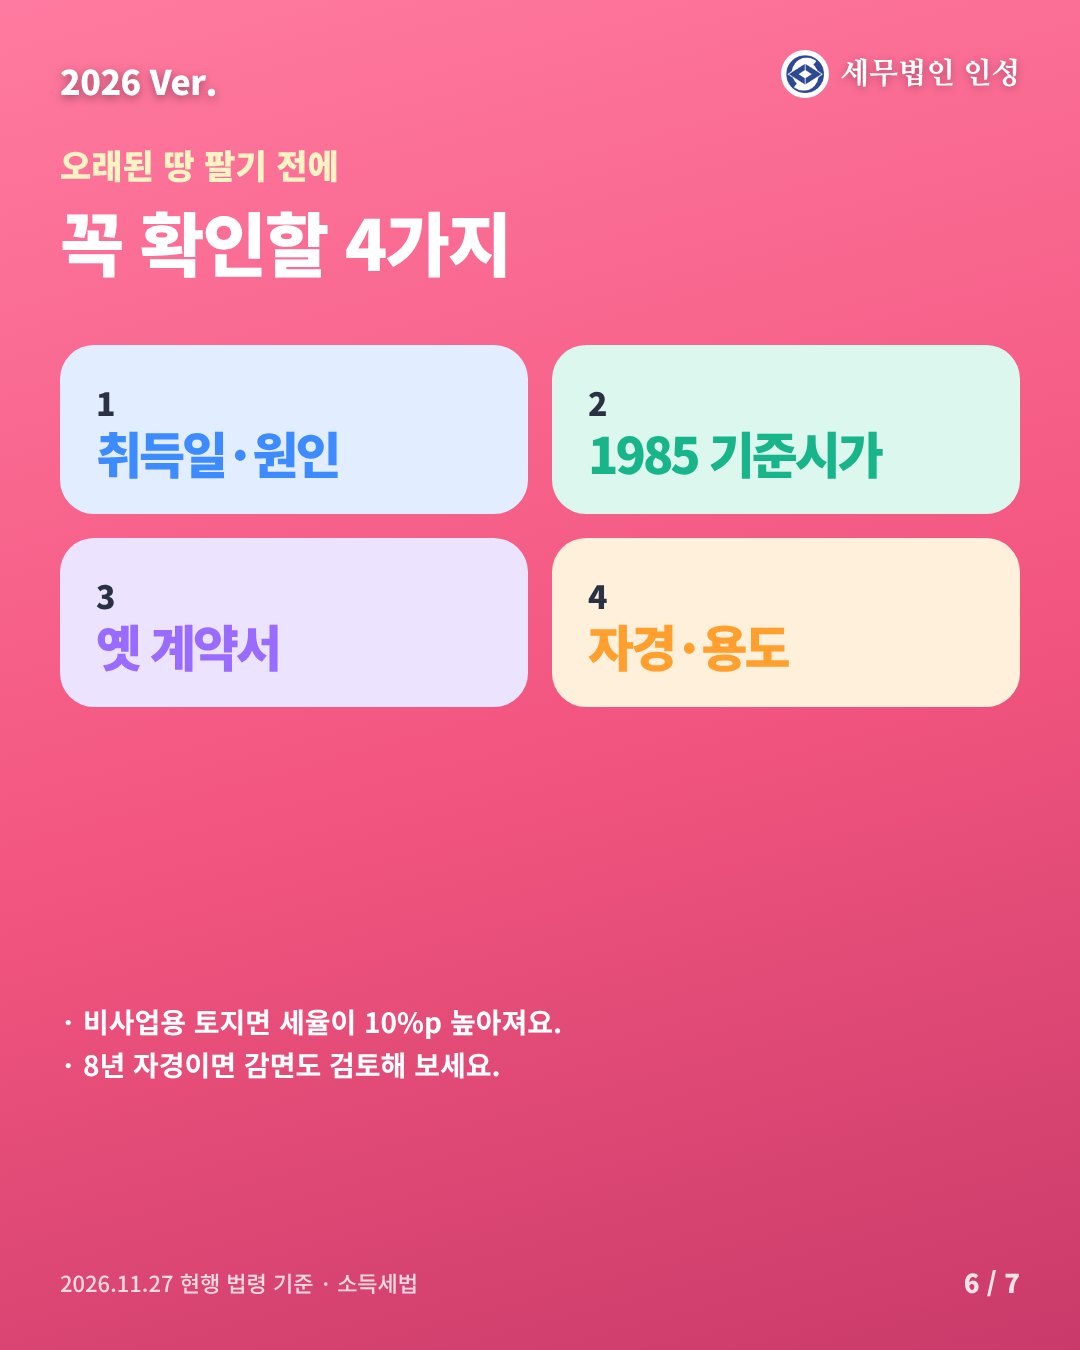 2026 Ver.
세무법인 인성
오래된 땅 팔기 전에
꼭 확인할 4가지
1
취득일·원인
2
1985 기준시가
3
옛 계약서
4
자경·용도
· 비사업용 토지면 세율이 10%p 높아져요.
· 8년 자경이면 감면도 검토해 보세요.
2026.11.27 현행 법령 기준 · 소득세법
6 / 7